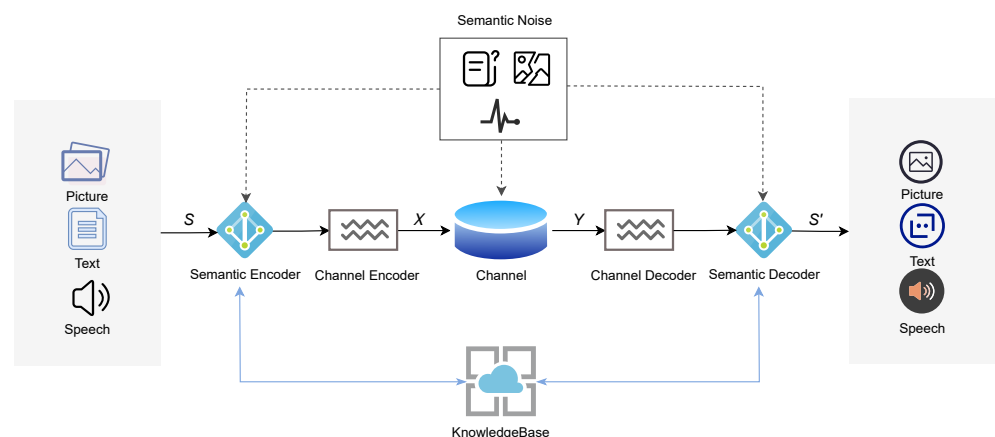 Semantic Noise
?
Picture
Text
Speech
S
Semantic Encoder
Channel Encoder
X
Channel
Y
Channel Decoder
Semantic Decoder
S'
Picture
Text
Speech
KnowledgeBase